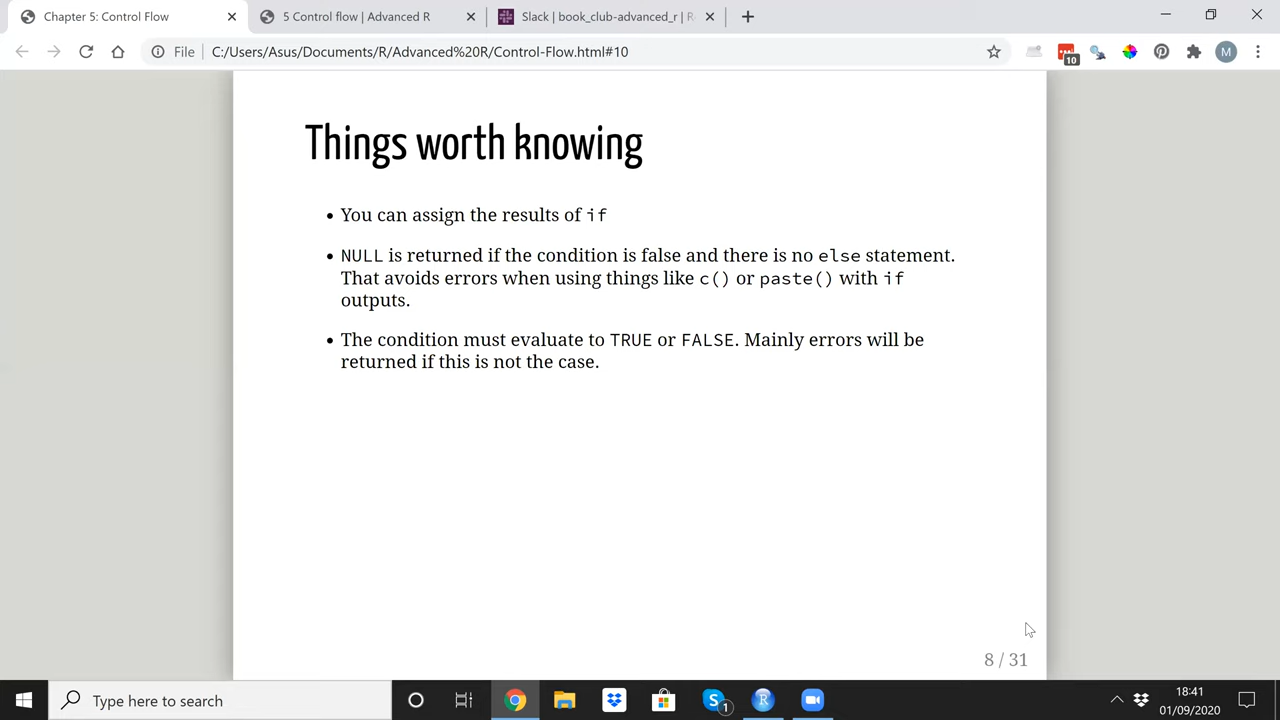 Chapter 5: Control Flow
5 Control flow | Advanced R
Slack | book_club-advanced_r | R
File
C:/Users/Asus/Documents/R/Advanced%20R/Control-Flow.html#10
10
M
Things worth knowing
• You can assign the results of if
• NULL is returned if the condition is false and there is no else statement.
That avoids errors when using things like c() or paste() with if
outputs.
• The condition must evaluate to TRUE or FALSE. Mainly errors will be
returned if this is not the case.
8 / 31
Type here to search
S
1
R
18:41
01/09/2020